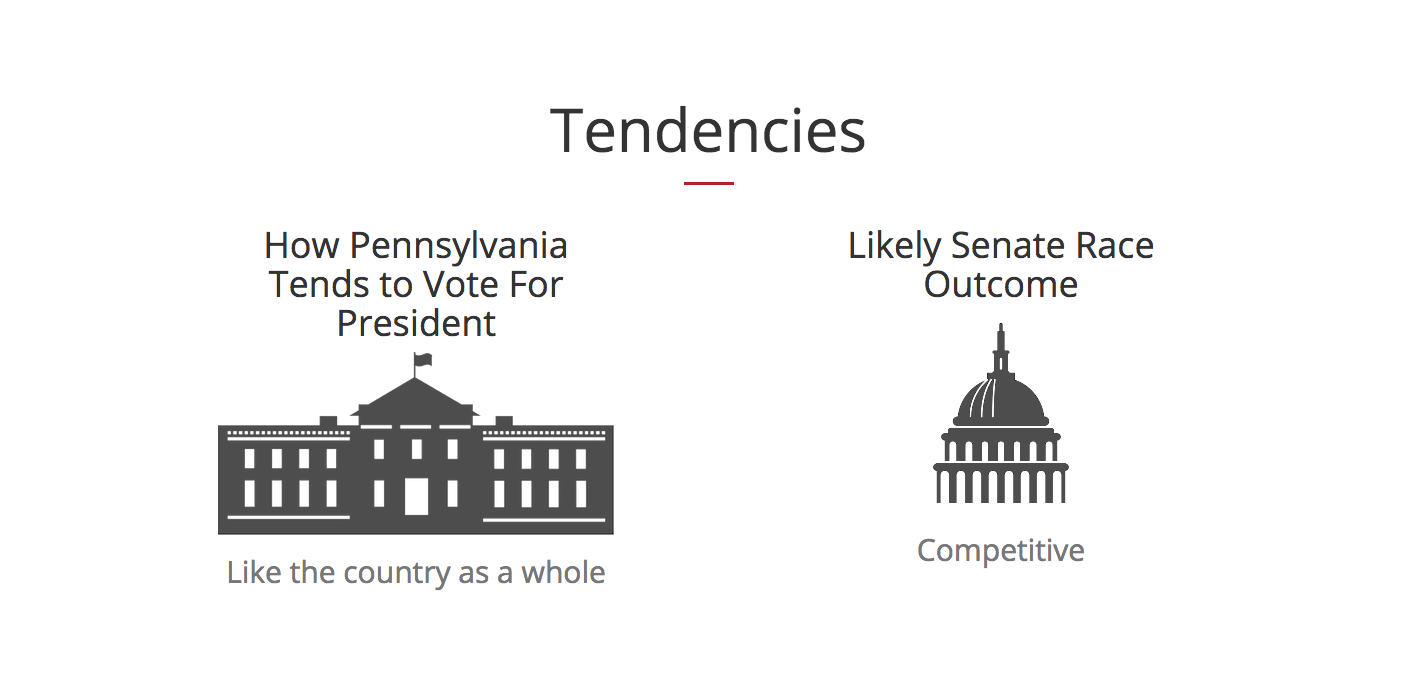 Tendencies
How Pennsylvania
Tends to Vote For
President
Like the country as a whole
Likely Senate Race
Outcome
Competitive